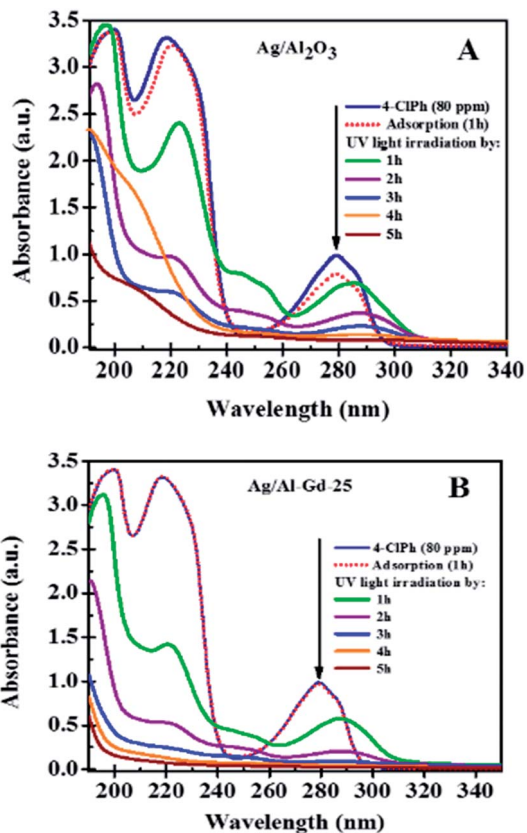 Ag/Al₂O₃
A
4-ClPh (80 ppm)
Adsorption (1h)
UV light irradiation by:
1h
2h
3h
4h
5h
Absorbance (a.u.)
3.5
3.0
2.5
2.0
1.5
1.0
0.5
0.0
200 220 240 260 280 300 320 340
Wavelength (nm)
Ag/Al-Gd-25
B
4-ClPh (80 ppm)
Adsorption (1h)
UV light irradiation by:
1h
2h
3h
4h
5h
Absorbance (a.u.)
3.5
3.0
2.5
2.0
1.5
1.0
0.5
0.0
200 220 240 260 280 300 320 340
Wavelength (nm)